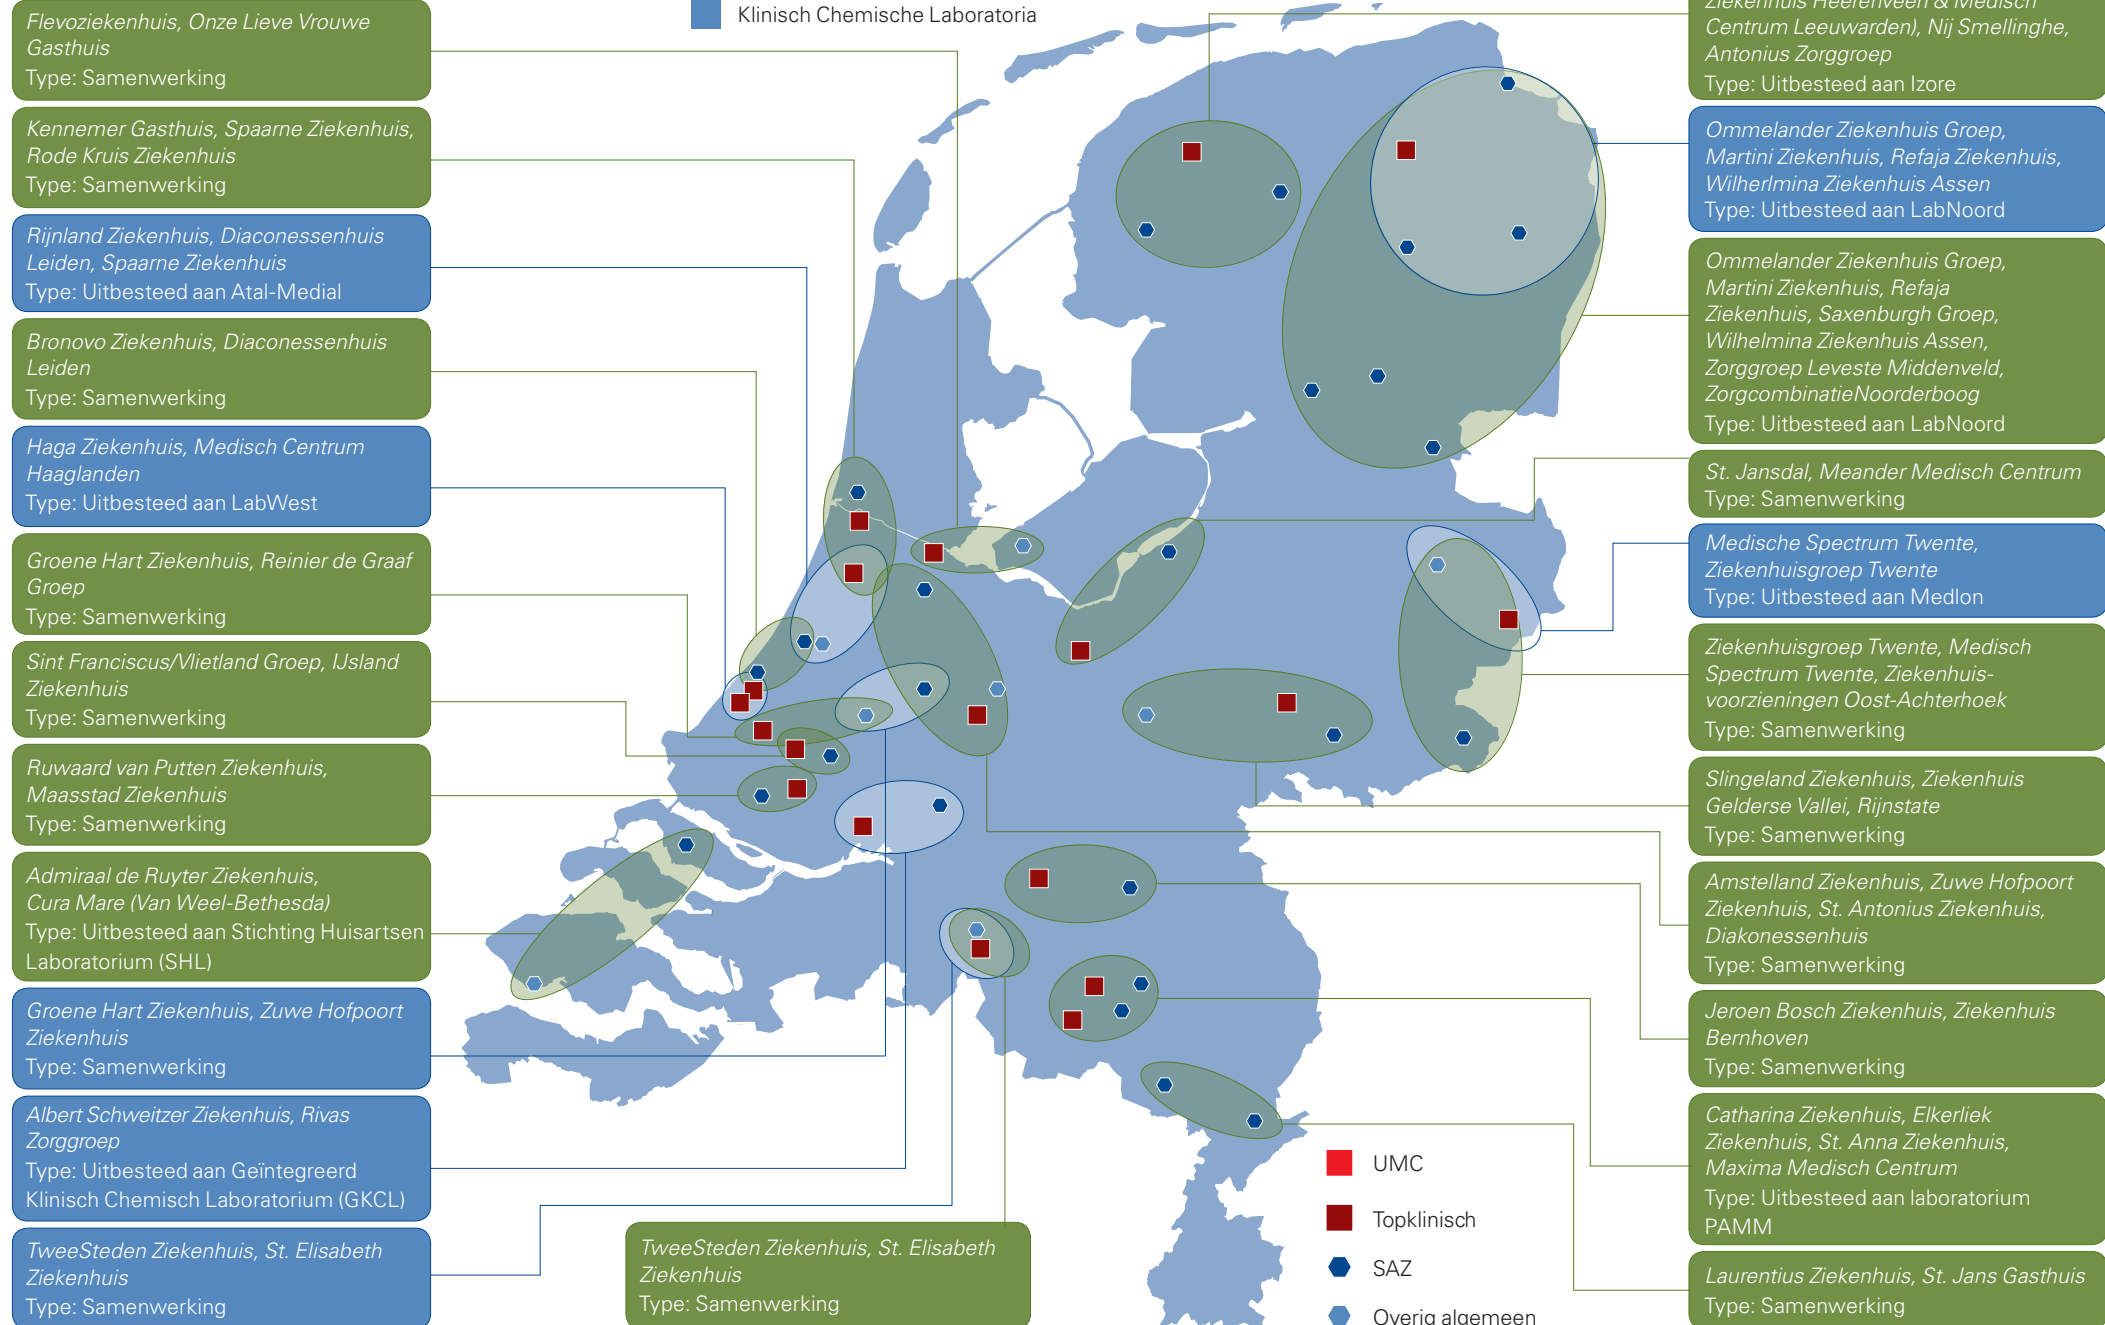 Flevoziekenhuis, Onze Lieve Vrouwe
Gasthuis
Type: Samenwerking
Kennemer Gasthuis, Spaarne Ziekenhuis,
Rode Kruis Ziekenhuis
Type: Samenwerking
Rijnland Ziekenhuis, Diaconessenhuis
Leiden, Spaarne Ziekenhuis
Type: Uitbesteed aan Atal-Medial
Bronovo Ziekenhuis, Diaconessenhuis
Leiden
Type: Samenwerking
Haga Ziekenhuis, Medisch Centrum
Haaglanden
Type: Uitbesteed aan LabWest
Groene Hart Ziekenhuis, Reinier de Graaf
Groep
Type: Samenwerking
Sint Franciscus/Vlietland Groep, IJsland
Ziekenhuis
Type: Samenwerking
Ruwaard van Putten Ziekenhuis,
Maasstad Ziekenhuis
Type: Samenwerking
Admiraal de Ruyter Ziekenhuis,
Cura Mare (Van Weel-Bethesda)
Type: Uitbesteed aan Stichting Huisartsen
Laboratorium (SHL)
Groene Hart Ziekenhuis, Zuwe Hofpoort
Ziekenhuis
Type: Samenwerking
Albert Schweitzer Ziekenhuis, Rivas
Zorggroep
Type: Uitbesteed aan Geïntegreerd
Klinisch Chemisch Laboratorium (GKCL)
TweeSteden Ziekenhuis, St. Elisabeth
Ziekenhuis
Type: Samenwerking
Klinisch Chemische Laboratoria
TweeSteden Ziekenhuis, St. Elisabeth
Ziekenhuis
Type: Samenwerking
UMC
Topklinisch
SAZ
Overig algemeen
Ziekenhuis Heerenveen & Medisch
Centrum Leeuwarden), Nij Smellinghe,
Antonius Zorggroep
Type: Uitbesteed aan Izore
Ommelander Ziekenhuis Groep,
Martini Ziekenhuis, Refaja Ziekenhuis,
Wilherlmina Ziekenhuis Assen
Type: Uitbesteed aan LabNoord
Ommelander Ziekenhuis Groep,
Martini Ziekenhuis, Refaja
Ziekenhuis, Saxenburgh Groep,
Wilhelmina Ziekenhuis Assen,
Zorggroep Leveste Middenveld,
ZorgcombinatieNoorderboog
Type: Uitbesteed aan LabNoord
St. Jansdal, Meander Medisch Centrum
Type: Samenwerking
Medische Spectrum Twente,
Ziekenhuisgroep Twente
Type: Uitbesteed aan Medlon
Ziekenhuisgroep Twente, Medisch
Spectrum Twente, Ziekenhuis-
voorzieningen Oost-Achterhoek
Type: Samenwerking
Slingeland Ziekenhuis, Ziekenhuis
Gelderse Vallei, Rijnstate
Type: Samenwerking
Amstelland Ziekenhuis, Zuwe Hofpoort
Ziekenhuis, St. Antonius Ziekenhuis,
Diakonessenhuis
Type: Samenwerking
Jeroen Bosch Ziekenhuis, Ziekenhuis
Bernhoven
Type: Samenwerking
Catharina Ziekenhuis, Elkerliek
Ziekenhuis, St. Anna Ziekenhuis,
Maxima Medisch Centrum
Type: Uitbesteed aan laboratorium
PAMM
Laurentius Ziekenhuis, St. Jans Gasthuis
Type: Samenwerking